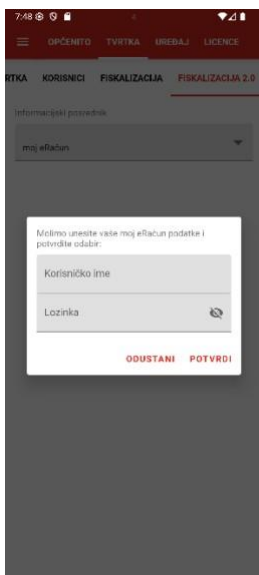 7:48
OPĆENITO TVRTKA UREĐAJ LICENCE
RTKA KORISNICI FISKALIZACIJA FISKALIZACIJA 2.0
Informacijski posrednik
moj eRačun
Molimo unesite vaše moj eRačun podatke i
potvrdite odabir:
Korisničko ime
Lozinka
ODUSTANI POTVRDI